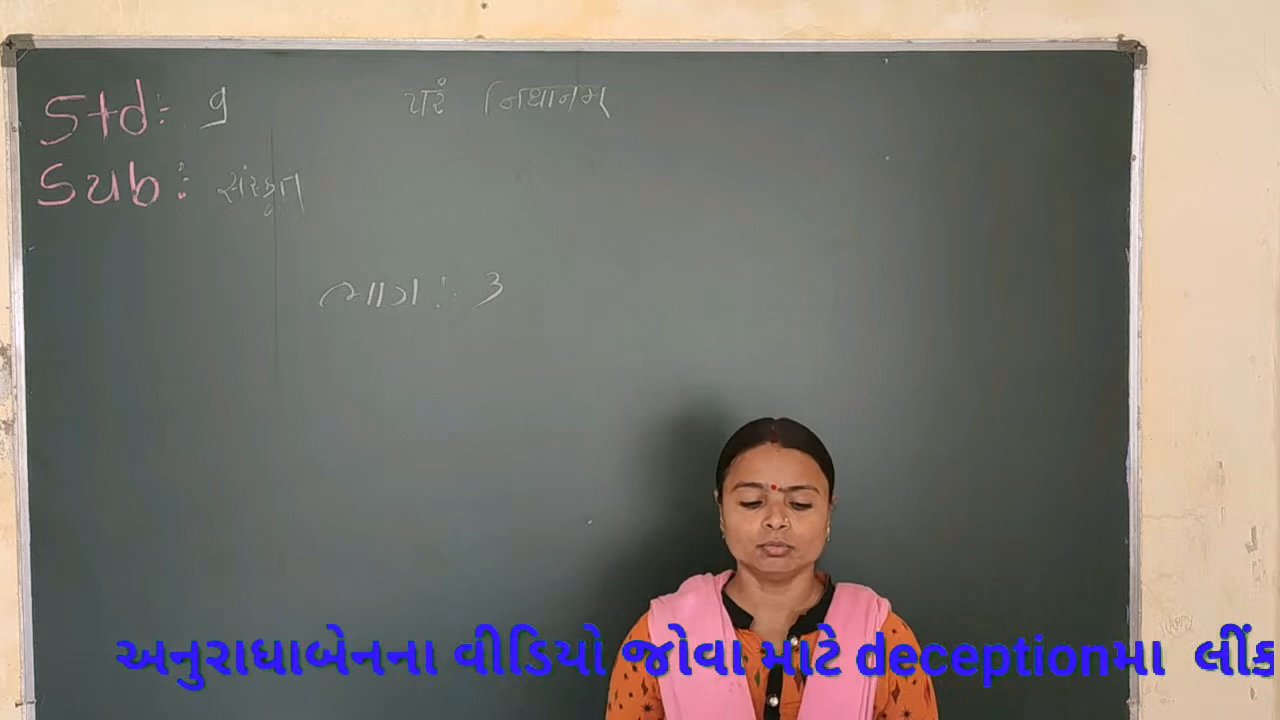 Std:- 9
परं निधानम्
Sub:- સંસ્કૃત
ભાગ:- 3
અનુરાધાબેનના વીડિયો જોવા માટે deceptionમા લીંક